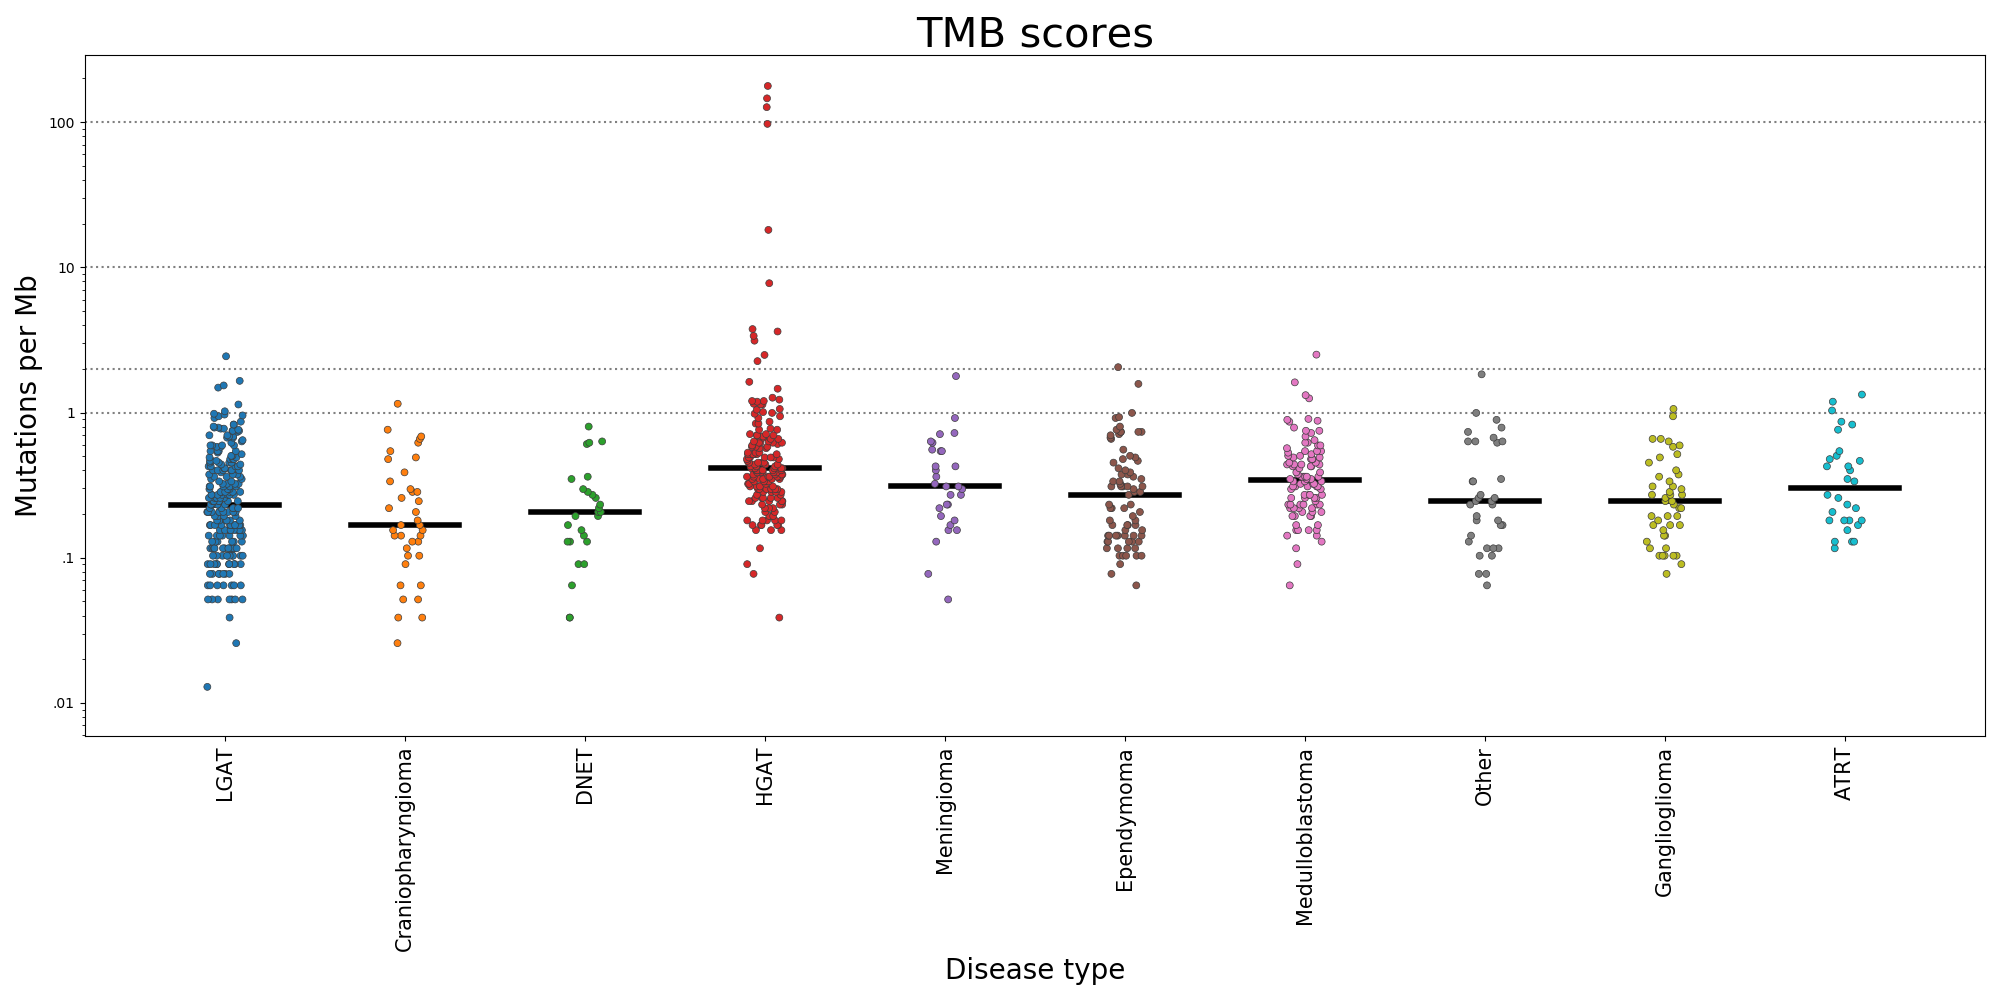 TMB scores
Mutations per Mb
100
10
1
.1
.01
LGAT
Craniopharyngioma
DNET
HGAT
Meningioma
Ependymoma
Medulloblastoma
Other
Ganglioglioma
ATRT
Disease type